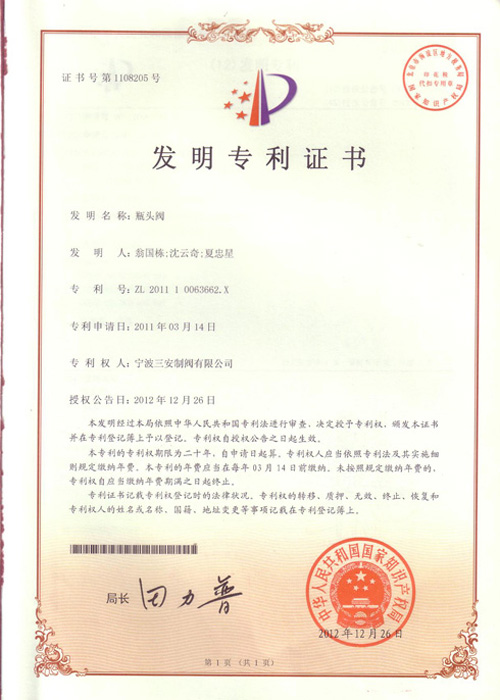 证书号第1108205号
印花税
代扣专用章
发明专利证书
发明名称:瓶头阀
发明人:翁国栋;沈云奇;夏忠星
专利号:ZL 2011 1 0063662.X
专利申请日:2011年03月14日
专利权人:宁波三安制阀有限公司
授权公告日:2012年12月26日
本发明经过本局依照中华人民共和国专利法进行审查,决定授予专利权,颁发本证书
并在专利登记簿上予以登记。专利权自授权公告之日起生效。
本专利的专利权期限为二十年,自申请日起算。专利权人应当依照专利法及其实施细
则规定缴纳年费。本专利的年费应当在每年03月14日前缴纳。未按照规定缴纳年费的,
专利权自应当缴纳年费期满之日起终止。
专利证书记载专利权登记时的法律状况。专利权的转移、质押、无效、终止、恢复和
专利权人的姓名或名称、国籍、地址变更等事项记载在专利登记簿上。
局长 田力普
中华人民共和国国家知识产权局
2012年12月26日
第1页(共1页)